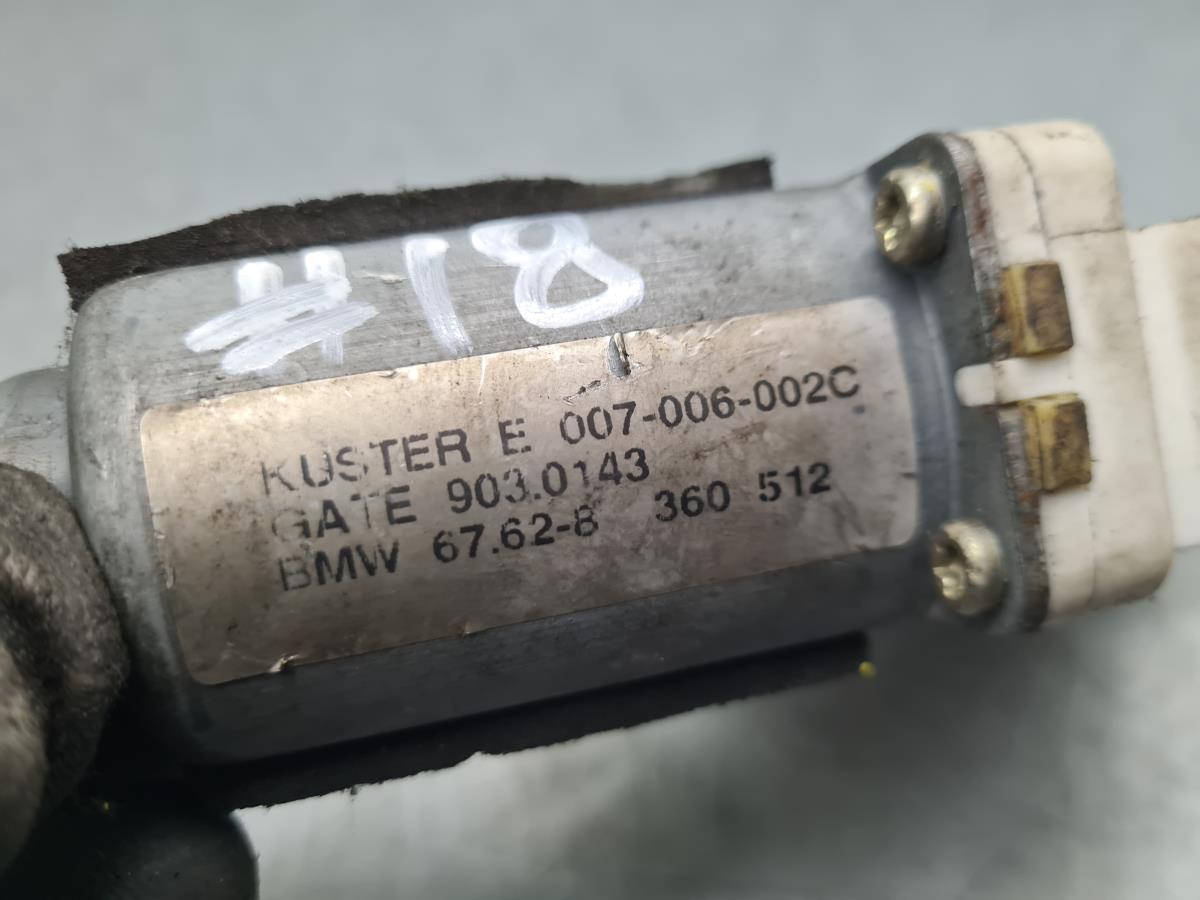 #18
KUSTER E 007-006-002C
GATE 903.0143
BMW 67.62-8 360 512